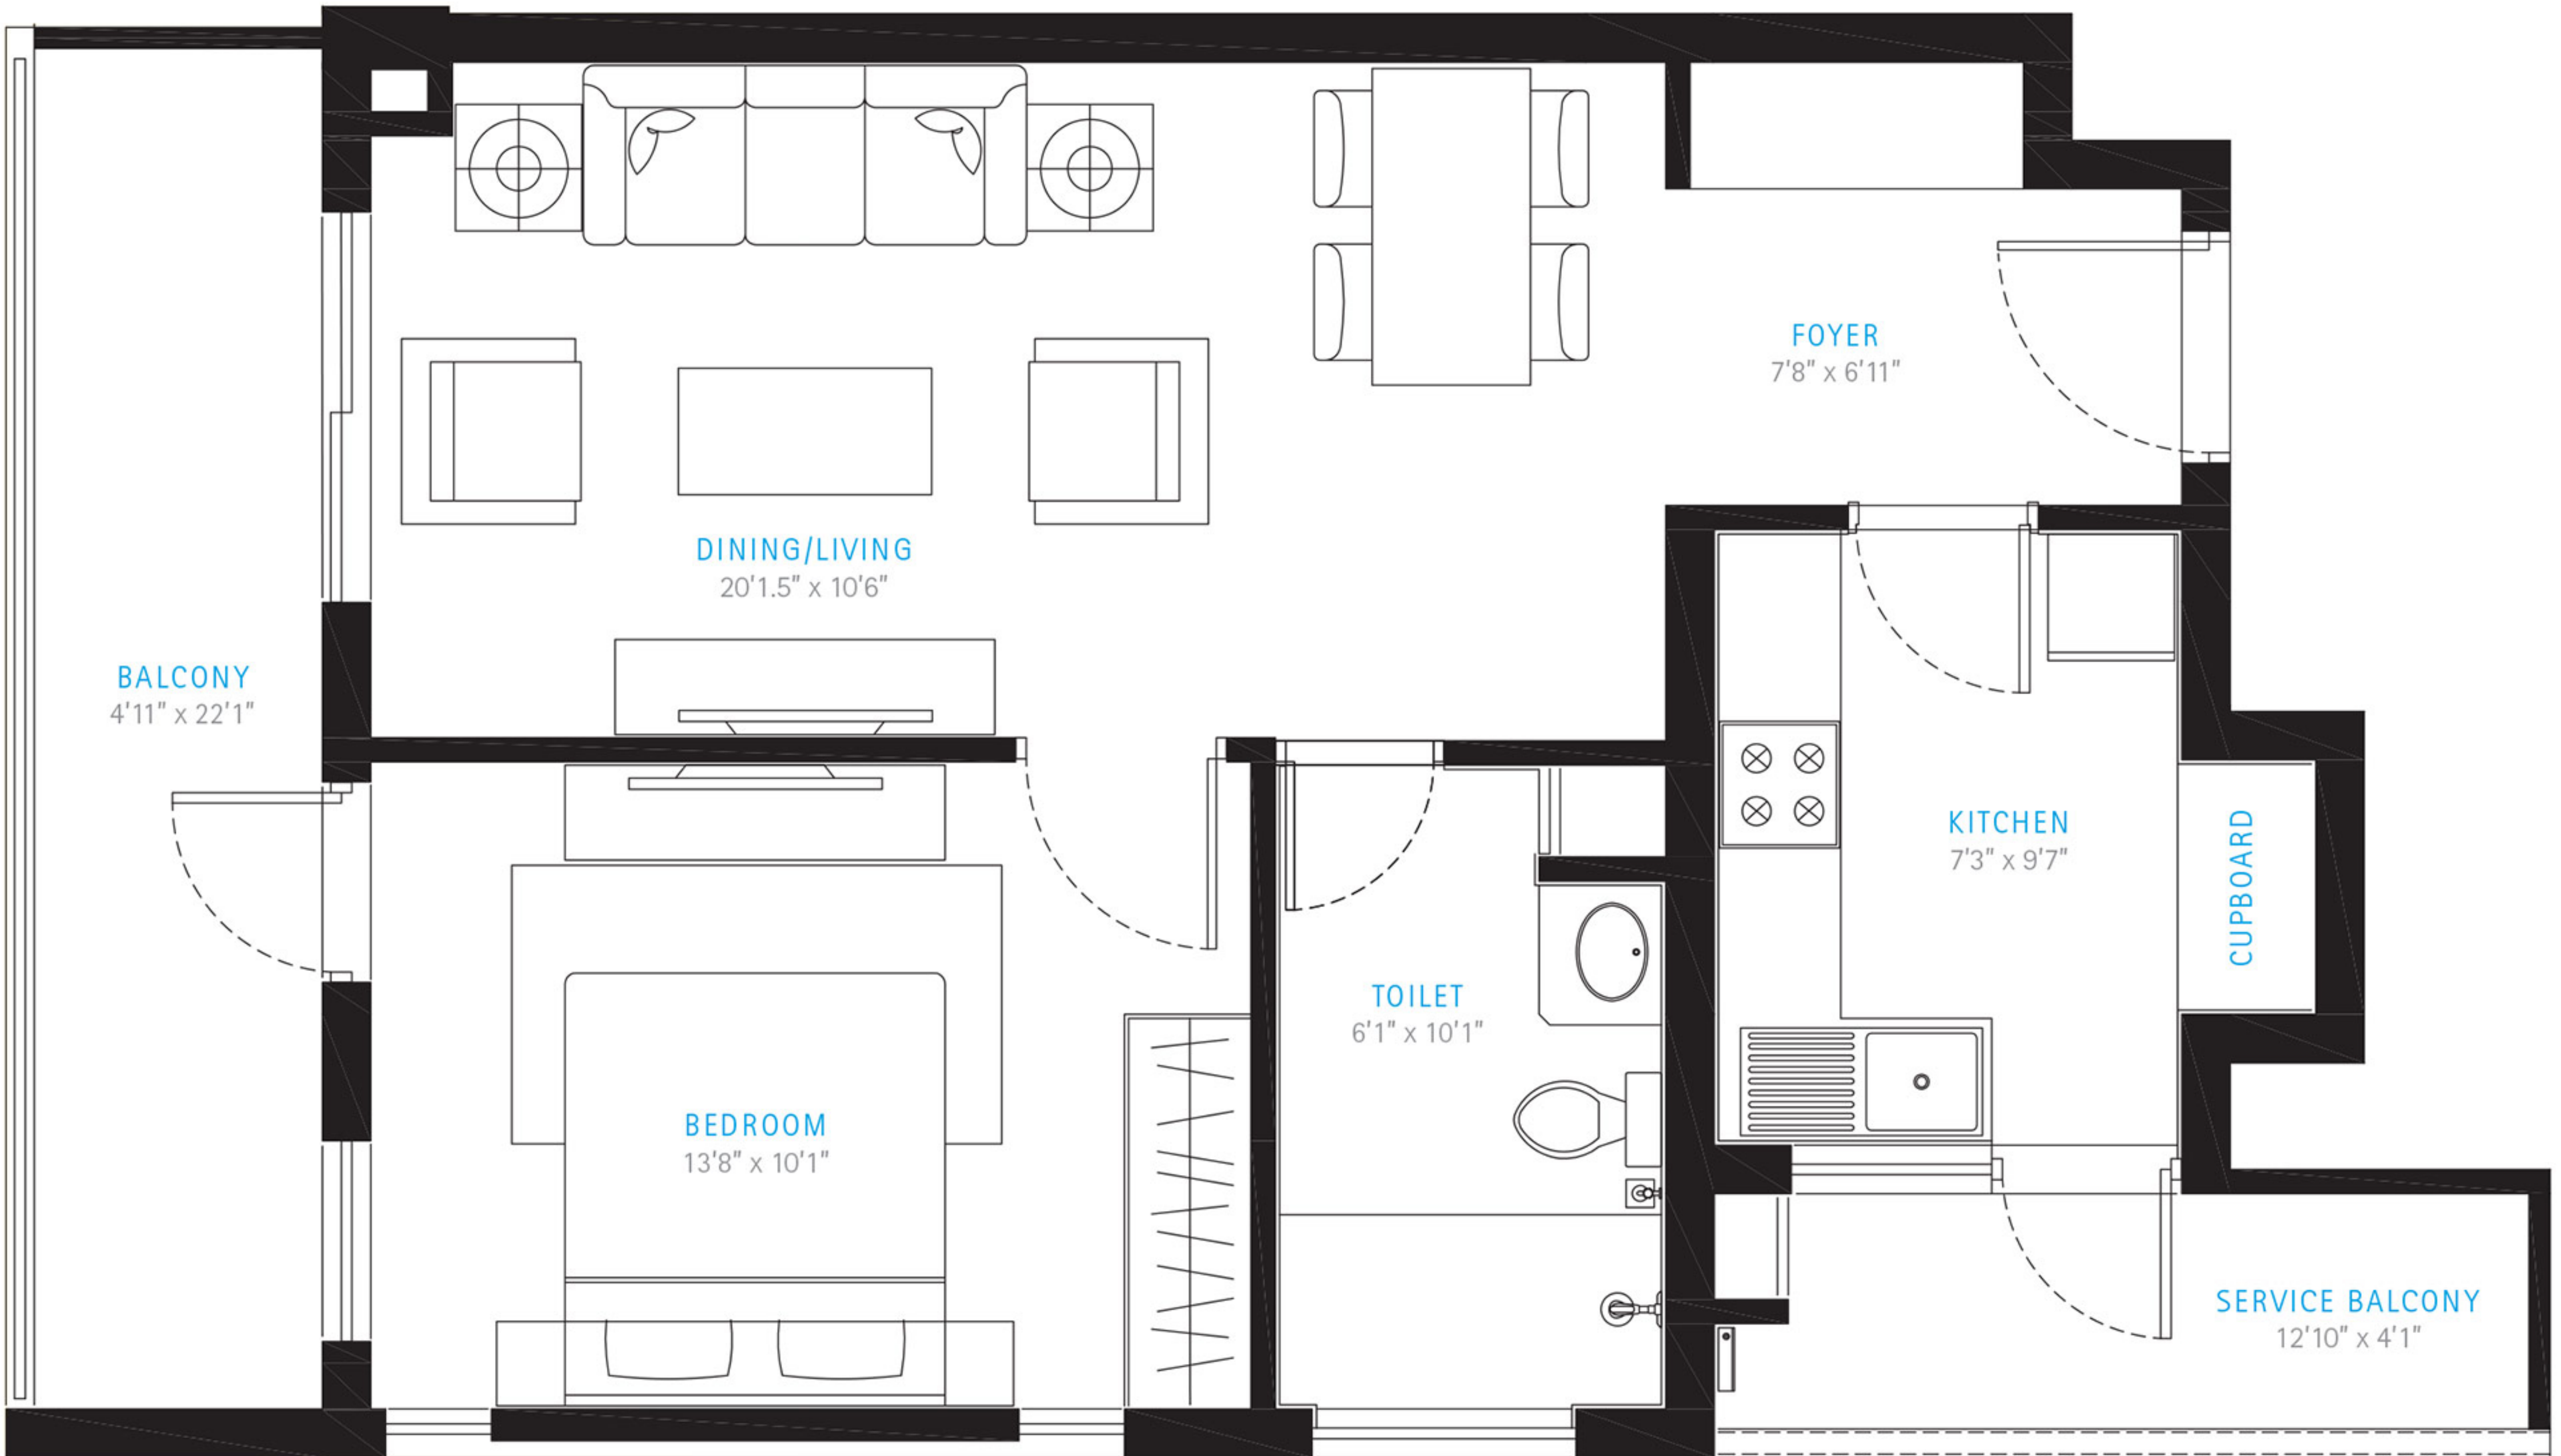 FOYER
7'8" x 6'11"
DINING/LIVING
20'1.5" x 10'6"
BALCONY
4'11" x 22'1"
KITCHEN
7'3" x 9'7"
CUPBOARD
TOILET
6'1" x 10'1"
BEDROOM
13'8" x 10'1"
SERVICE BALCONY
12'10" x 4'1"